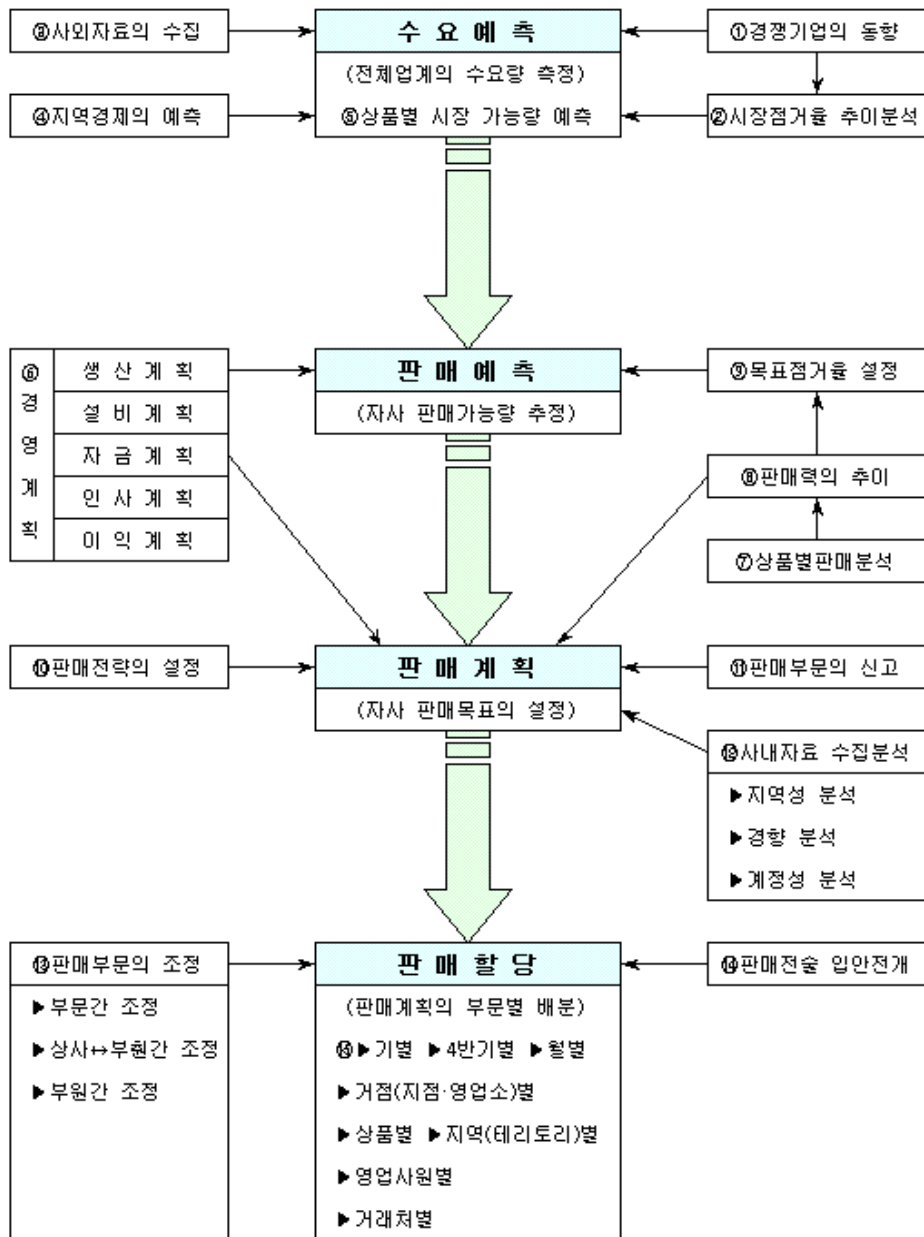 ③사외자료의 수집
수 요 예 측
①경쟁기업의 동향
(전체업계의 수요량 측정)
④지역경제의 예측
⑤상품별 시장 가능량 예측
②시장점거율 추이분석
⑥경영계획
생 산 계 획
설 비 계 획
자 금 계 획
인 사 계 획
이 익 계 획
판 매 예 측
(자사 판매가능량 추정)
⑨목표점거율 설정
⑧판매력의 추이
⑦상품별판매분석
⑩판매전략의 설정
판 매 계 획
(자사 판매목표의 설정)
⑪판매부문의 신고
⑫사내자료 수집분석
▶지역성 분석
▶경향 분석
▶계정성 분석
⑬판매부문의 조정
▶부문간 조정
▶상사↔부훤간 조정
▶부원간 조정
판 매 할 당
(판매계획의 부문별 배분)
⑮▶기별 ▶4반기별 ▶월별
▶거점(지점·영업소)별
▶상품별 ▶지역(테리토리)별
▶영업사원별
▶거래처별
⑭판매전술 입안전개